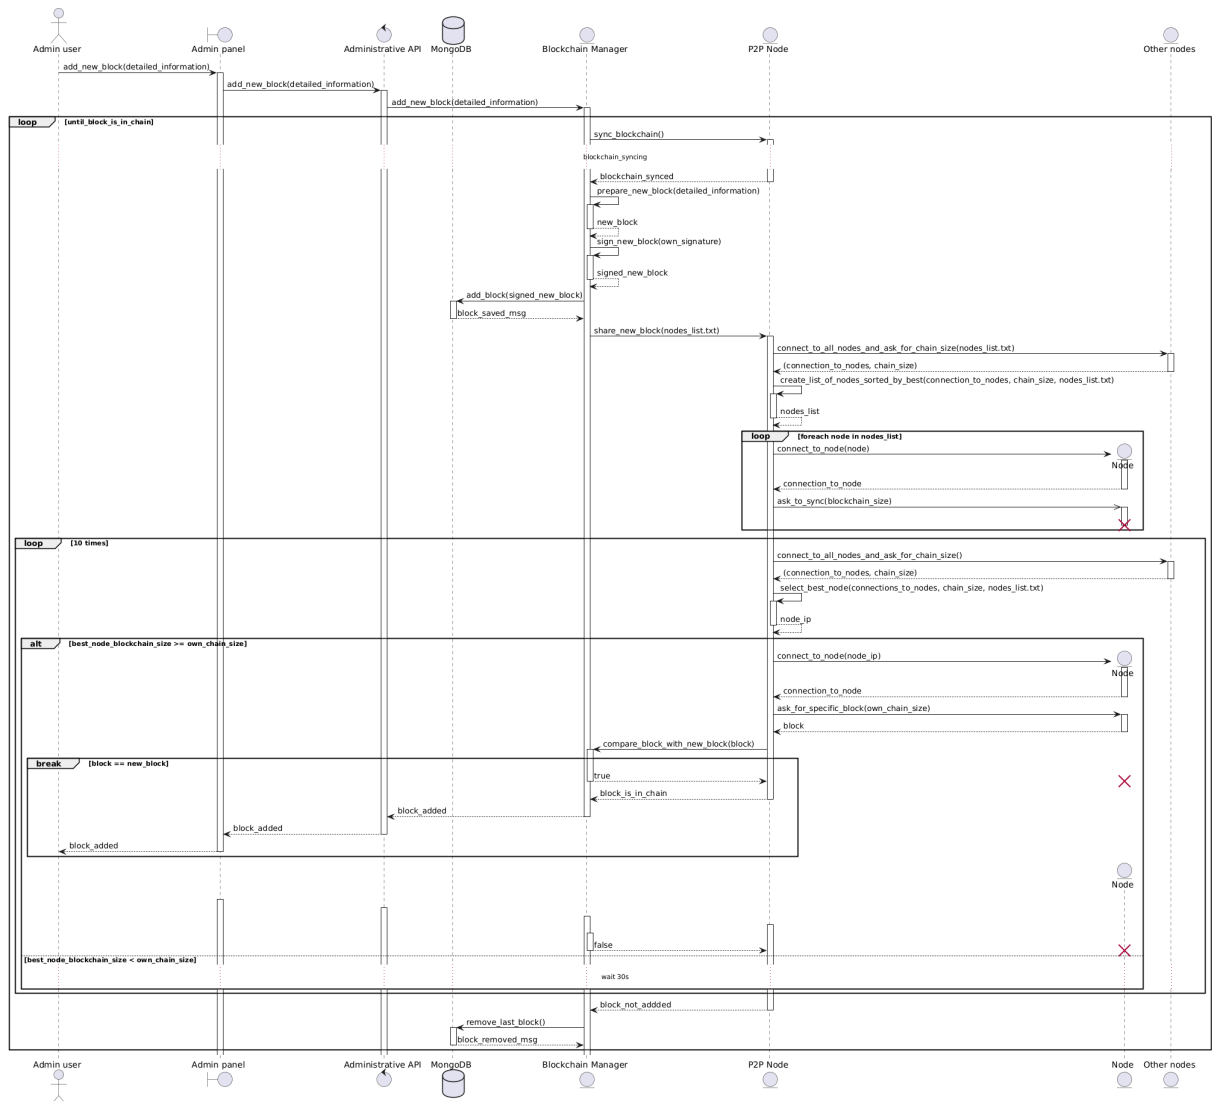 Admin user
Admin panel
Administrative API
MongoDB
Blockchain Manager
P2P Node
Other nodes
add_new_block(detailed_information)
add_new_block(detailed_information)
add_new_block(detailed_information)
loop [until_block_is_in_chain]
sync_blockchain()
blockchain_syncing
blockchain_synced
prepare_new_block(detailed_information)
new_block
sign_new_block(own_signature)
signed_new_block
add_block(signed_new_block)
block_saved_msg
share_new_block(nodes_list.txt)
connect_to_all_nodes_and_ask_for_chain_size(nodes_list.txt)
(connection_to_nodes, chain_size)
create_list_of_nodes_sorted_by_best(connection_to_nodes, chain_size, nodes_list.txt)
nodes_list
loop [foreach node in nodes_list]
connect_to_node(node)
Node
connection_to_node
ask_to_sync(blockchain_size)
loop [10 times]
connect_to_all_nodes_and_ask_for_chain_size()
(connection_to_nodes, chain_size)
select_best_node(connections_to_nodes, chain_size, nodes_list.txt)
node_ip
alt [best_node_blockchain_size >= own_chain_size]
connect_to_node(node_ip)
Node
connection_to_node
ask_for_specific_block(own_chain_size)
block
compare_block_with_new_block(block)
break [block == new_block]
true
block_is_in_chain
block_added
block_added
block_added
Node
false
[best_node_blockchain_size < own_chain_size]
wait 30s
block_not_addded
remove_last_block()
block_removed_msg
Admin user
Admin panel
Administrative API
MongoDB
Blockchain Manager
P2P Node
Node
Other nodes